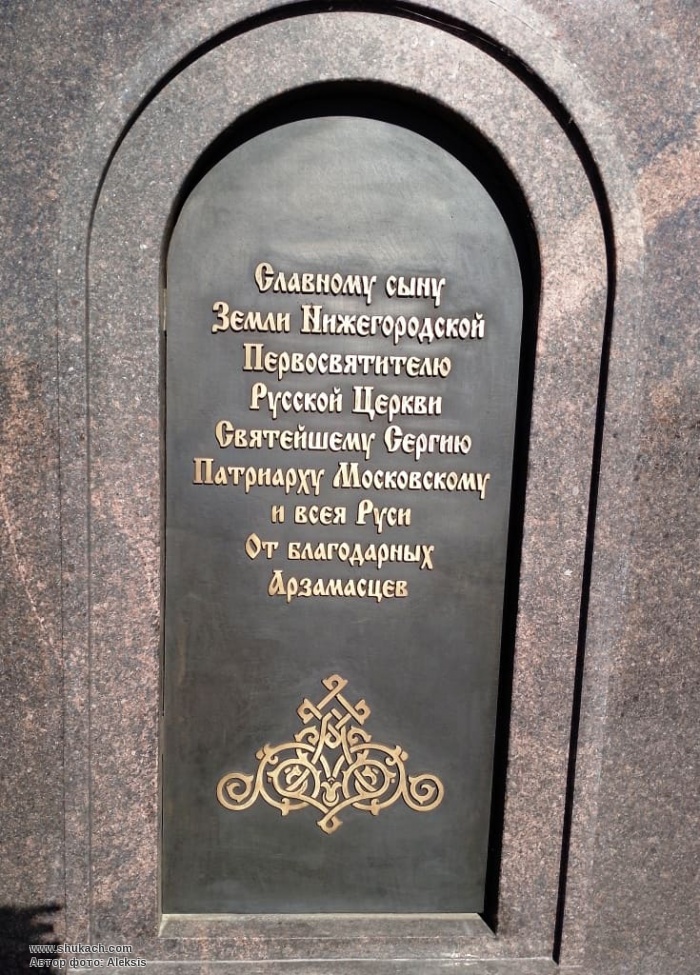 Славному сыну
Земли Нижегородской
Первосвятителю
Русской Церкви
Святейшему Сергию
Патриарху Московскому
и всея Руси
От благодарных
Арзамасцев
www.shukach.com
Автор фото: Aleksis